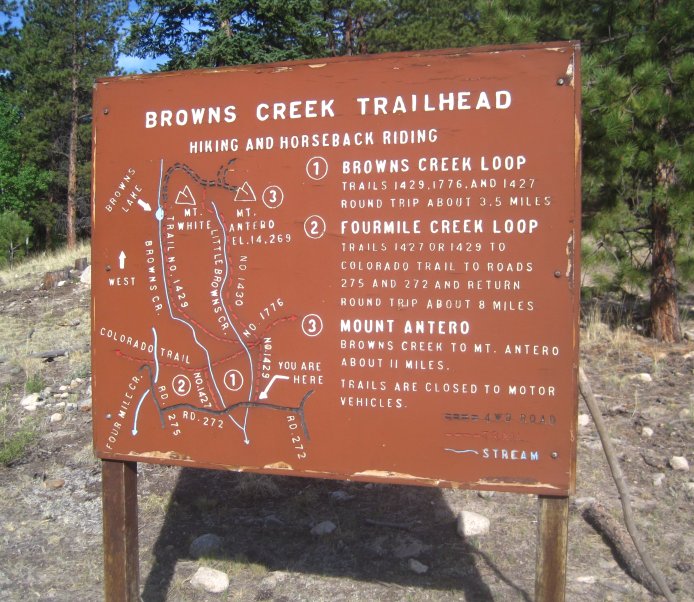 BROWNS CREEK TRAILHEAD
HIKING AND HORSEBACK RIDING
1 BROWNS CREEK LOOP
TRAILS 1429, 1776, AND 1427
ROUND TRIP ABOUT 3.5 MILES
2 FOURMILE CREEK LOOP
TRAILS 1427 OR 1429 TO
COLORADO TRAIL TO ROADS
275 AND 272 AND RETURN
ROUND TRIP ABOUT 8 MILES
3 MOUNT ANTERO
BROWNS CREEK TO MT. ANTERO
ABOUT 11 MILES.
TRAILS ARE CLOSED TO MOTOR
VEHICLES.
4WD ROAD
TRAIL
STREAM
BROWNS
LAKE
MT.
WHITE
MT.
ANTERO
EL. 14,269
3
WEST
BROWNS CR.
TRAIL NO. 1429
LITTLE BROWNS CR.
NO. 1430
NO. 1776
COLORADO TRAIL
NO. 1429
YOU ARE
HERE
2
1
NO. 1427
FOUR MILE CR.
RD. 275
RD. 272
RD. 272